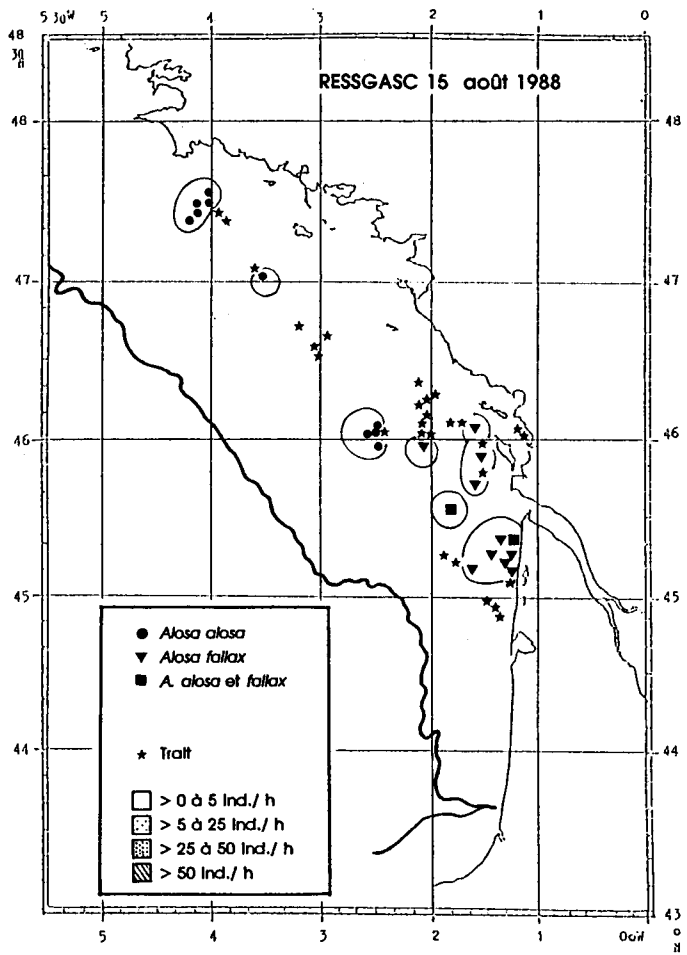 5 30W 4 3 2 1 0
48 30 N
RESSGASC 15 août 1988
48 48
47 47
46 46
45 45
44 44
● Alosa alosa
▼ Alosa fallax
■ A. alosa et fallax
★ Trait
> 0 à 5 Ind./ h
> 5 à 25 Ind./ h
> 25 à 50 Ind./ h
> 50 Ind./ h
43
5 4 3 2 1 0